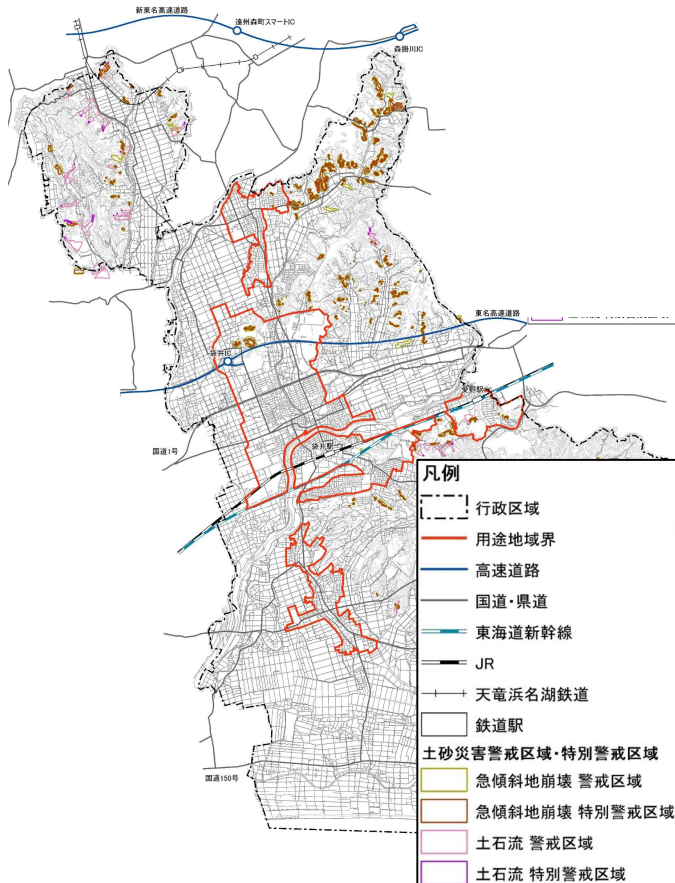 新東名高速道路
遠州森町スマートIC
森掛川IC
東名高速道路
袋井IC
愛野駅
国道1号
袋井駅
凡例
行政区域
用途地域界
高速道路
国道・県道
東海道新幹線
JR
天竜浜名湖鉄道
鉄道駅
土砂災害警戒区域・特別警戒区域
急傾斜地崩壊 警戒区域
急傾斜地崩壊 特別警戒区域
土石流 警戒区域
土石流 特別警戒区域
国道150号